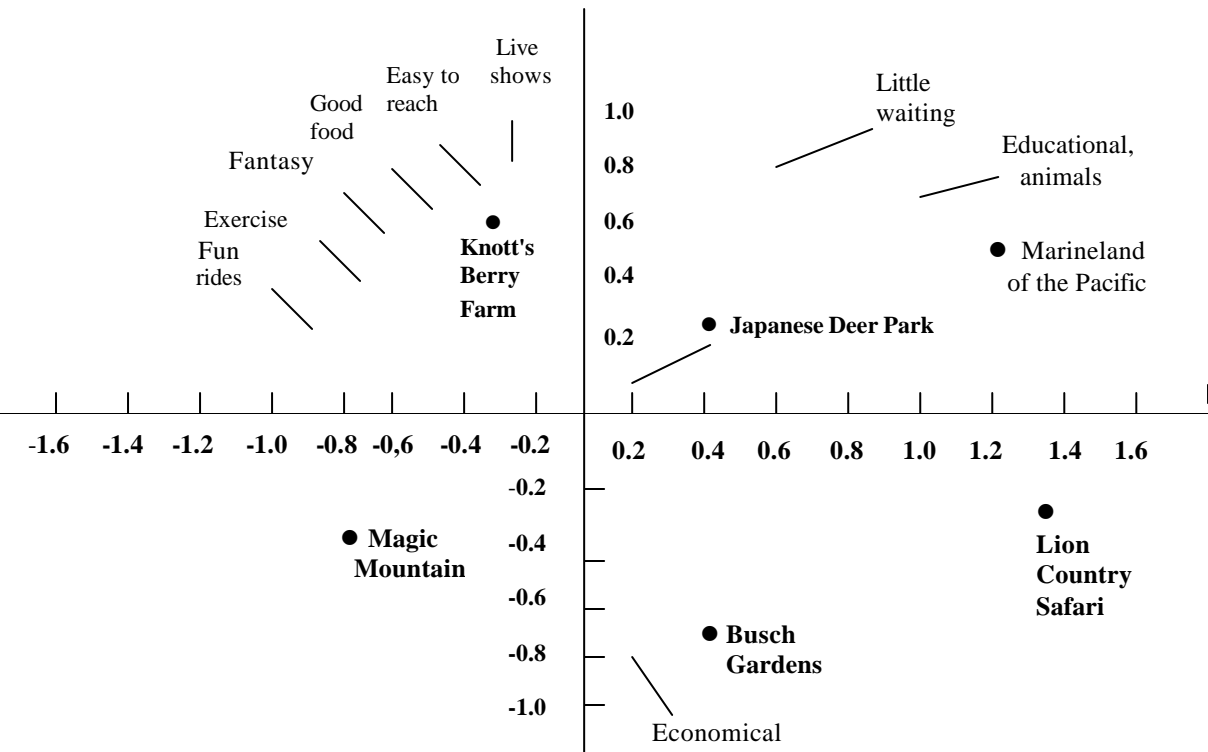 Live
shows
Easy to
reach
Good
food
Fantasy
Exercise
Fun
rides
Knott's
Berry
Farm
1.0
0.8
0.6
0.4
0.2
Little
waiting
Educational,
animals
Marineland
of the Pacific
Japanese Deer Park
-1.6 -1.4 -1.2 -1.0 -0.8 -0,6 -0.4 -0.2 0.2 0.4 0.6 0.8 1.0 1.2 1.4 1.6
-0.2
-0.4
-0.6
-0.8
-1.0
Magic
Mountain
Lion
Country
Safari
Busch
Gardens
Economical